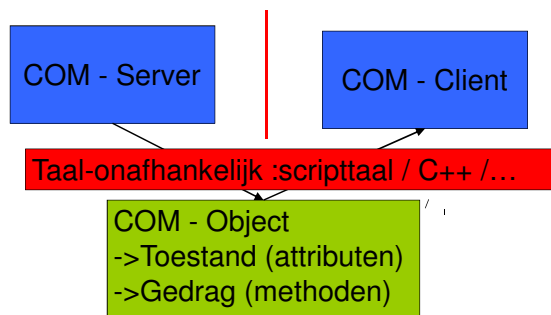 COM - Server
COM - Client
Taal-onafhankelijk :scripttaal / C++ /…
COM - Object
->Toestand (attributen)
->Gedrag (methoden)